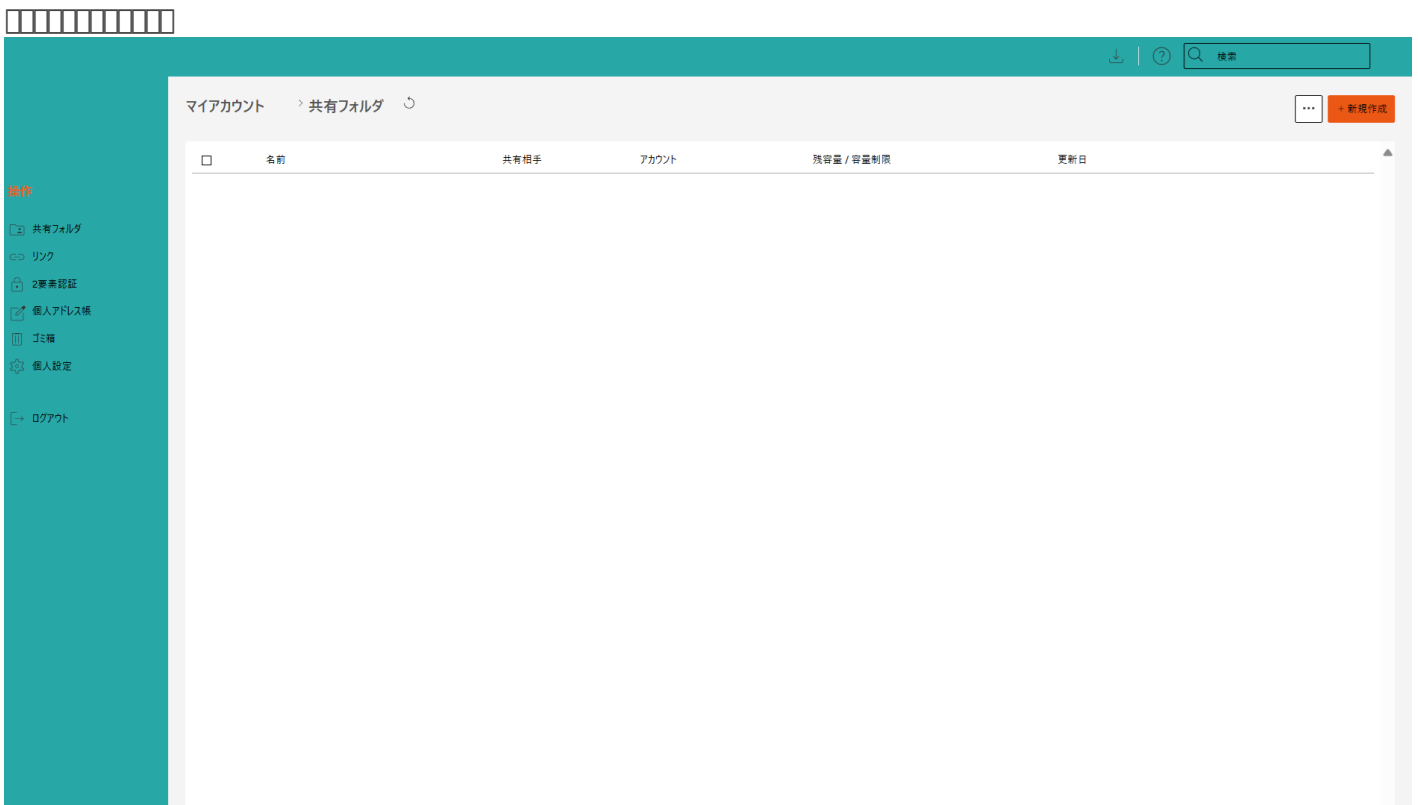 検索
マイアカウント > 共有フォルダ
… + 新規作成
名前 共有相手 アカウント 残容量 / 容量制限 更新日
操作
共有フォルダ
リンク
2要素認証
個人アドレス帳
ゴミ箱
個人設定
ログアウト